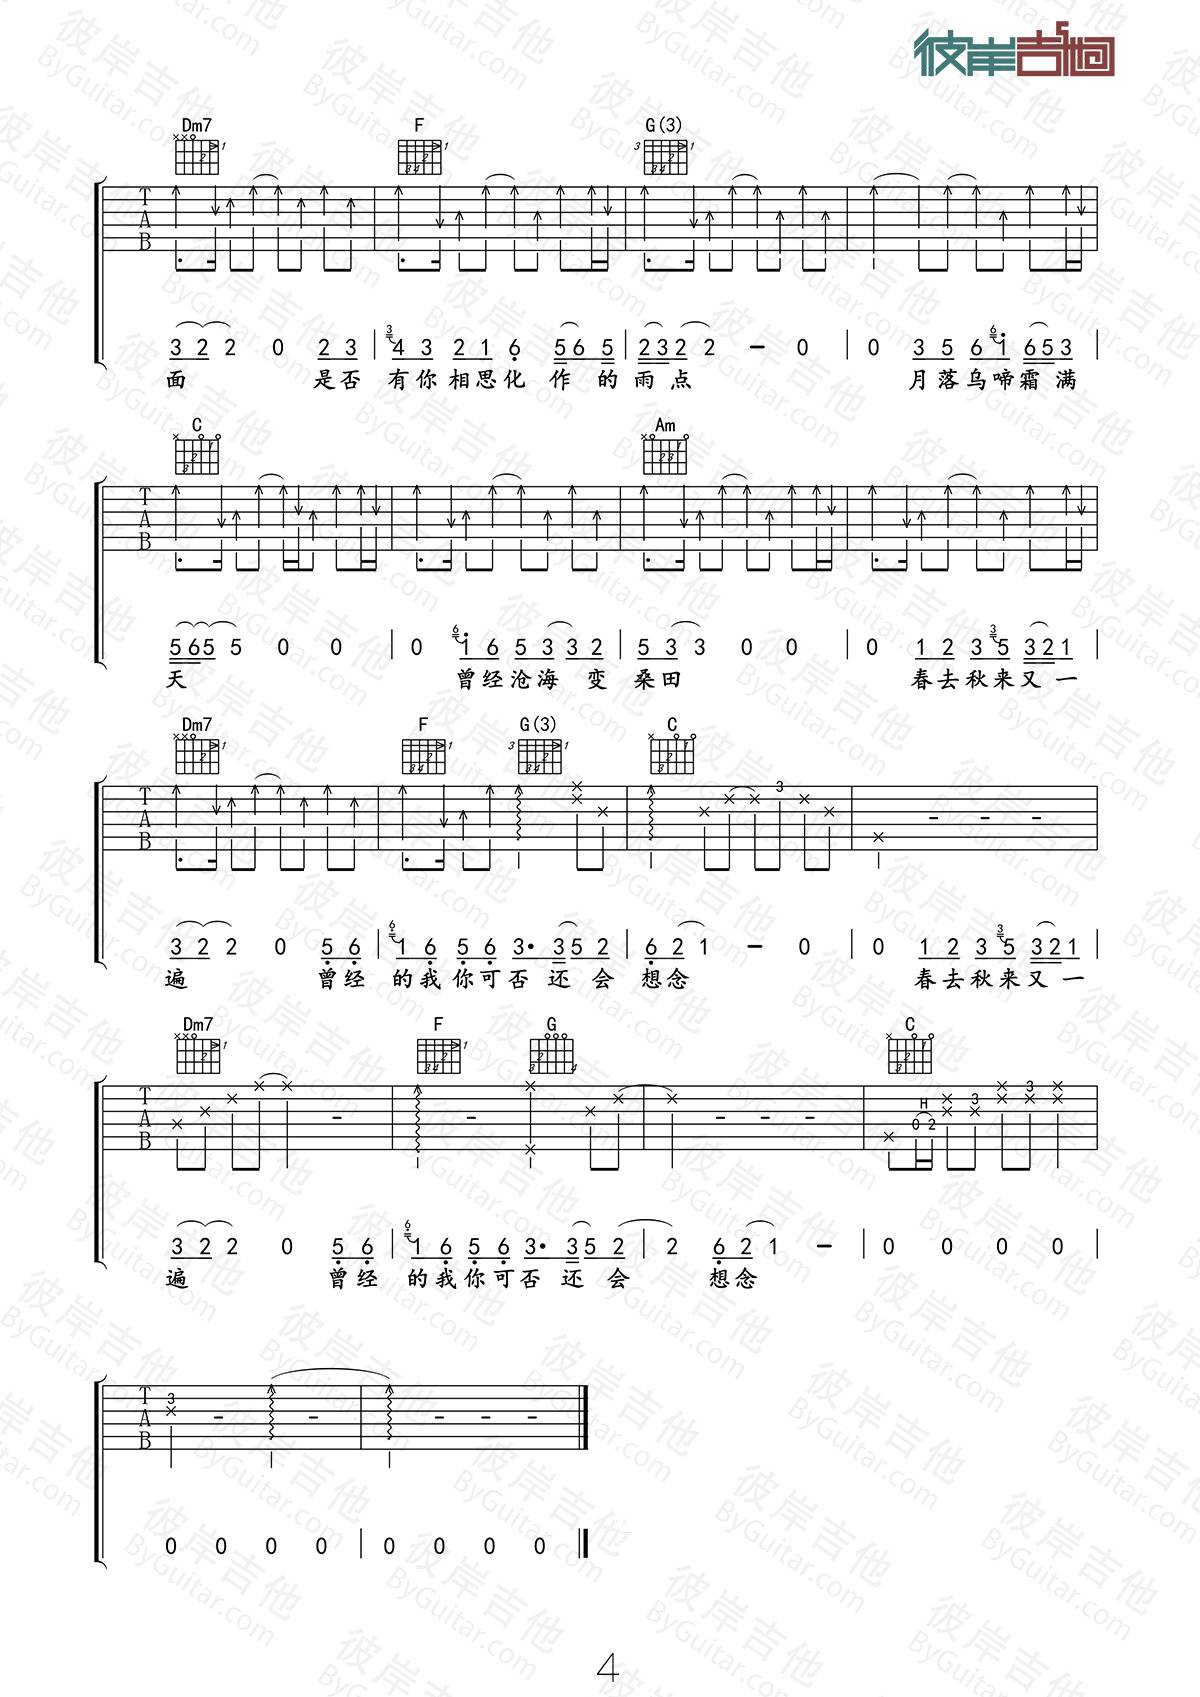 彼岸吉他
Dm7 F G(3)
3 2 2 0 2 3 4 3 2 1 6 5 6 5 2 3 2 2 - 0 0 3 5 6 1 6 5 3
面 是否 有你相思化 作 的 雨 点 月落乌啼霜 满
C Am
5 6 5 5 0 0 0 1 6 5 3 3 2 5 3 3 0 0 0 1 2 3 5 3 2 1
天 曾经沧海 变 桑田 春去秋来又一
Dm7 F G(3) C
3 2 2 0 5 6 1 6 5 6 3· 3 5 2 6 2 1 - 0 0 1 2 3 5 3 2 1
遍 曾经 的我你可否 还 会 想念 春去秋来又一
Dm7 F G C
H
3 2 2 0 5 6 1 6 5 6 3· 3 5 2 2 6 2 1 - 0 0 0 0
遍 曾经 的我你可否 还 会 想念
0 0 0 0 0 0 0 0
4